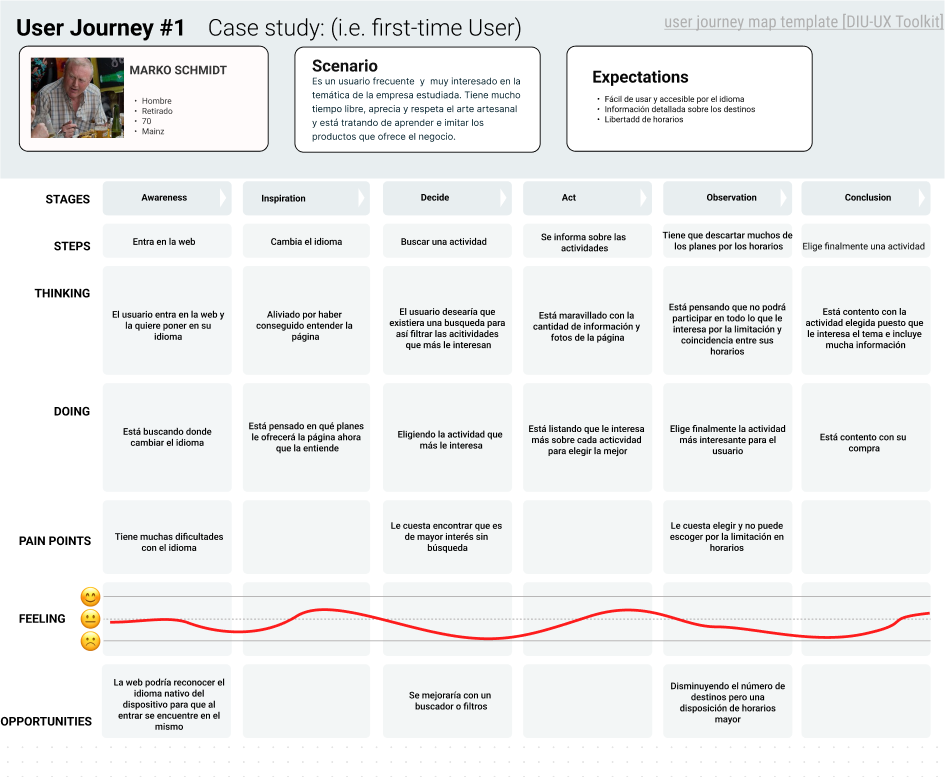 User Journey #1 Case study: (i.e. first-time User)
user journey map template [DIU-UX Toolkit]
MARKO SCHMIDT
• Hombre
• Retirado
• 70
• Mainz
Scenario
Es un usuario frecuente y muy interesado en la
temática de la empresa estudiada. Tiene mucho
tiempo libre, aprecia y respeta el arte artesanal
y está tratando de aprender e imitar los
productos que ofrece el negocio.
Expectations
• Fácil de usar y accesible por el idioma
• Información detallada sobre los destinos
• Libertadd de horarios
STAGES
Awareness
Inspiration
Decide
Act
Observation
Conclusion
STEPS
Entra en la web
Cambia el idioma
Buscar una actividad
Se informa sobre las
actividades
Tiene que descartar muchos de
los planes por los horarios
Elige finalmente una actividad
THINKING
El usuario entra en la web y
la quiere poner en su
idioma
Aliviado por haber
conseguido entender la
página
El usuario desearía que
existiera una busqueda para
así filtrar las acitividades
que más le interesan
Está maravillado con la
cantidad de información y
fotos de la página
Está pensando que no podrá
participar en todo lo que le
interesa por la limitación y
coincidencia entre sus
horarios
Está contento con la
actividad elegida puesto que
le interesa el tema e incluye
mucha información
DOING
Está buscando donde
cambiar el idioma
Está pensado en qué planes
le ofrecerá la página ahora
que la entiende
Eligiendo la actividad que
más le interesa
Está listando que le interesa
más sobre cada acticvidad
para elegir la mejor
Elige finalmente la actividad
más interesante para el
usuario
Está contento con su
compra
PAIN POINTS
Tiene muchas dificultades
con el idioma
Le cuesta encontrar que es
de mayor interés sin
búsqueda
Le cuesta elegir y no puede
escoger por la limitación en
horarios
FEELING
OPPORTUNITIES
La web podría reconocer el
idioma nativo del
dispositivo para que al
entrar se encuentre en el
mismo
Se mejoraría con un
buscador o filtros
Disminuyendo el número de
destinos pero una
disposición de horarios
mayor